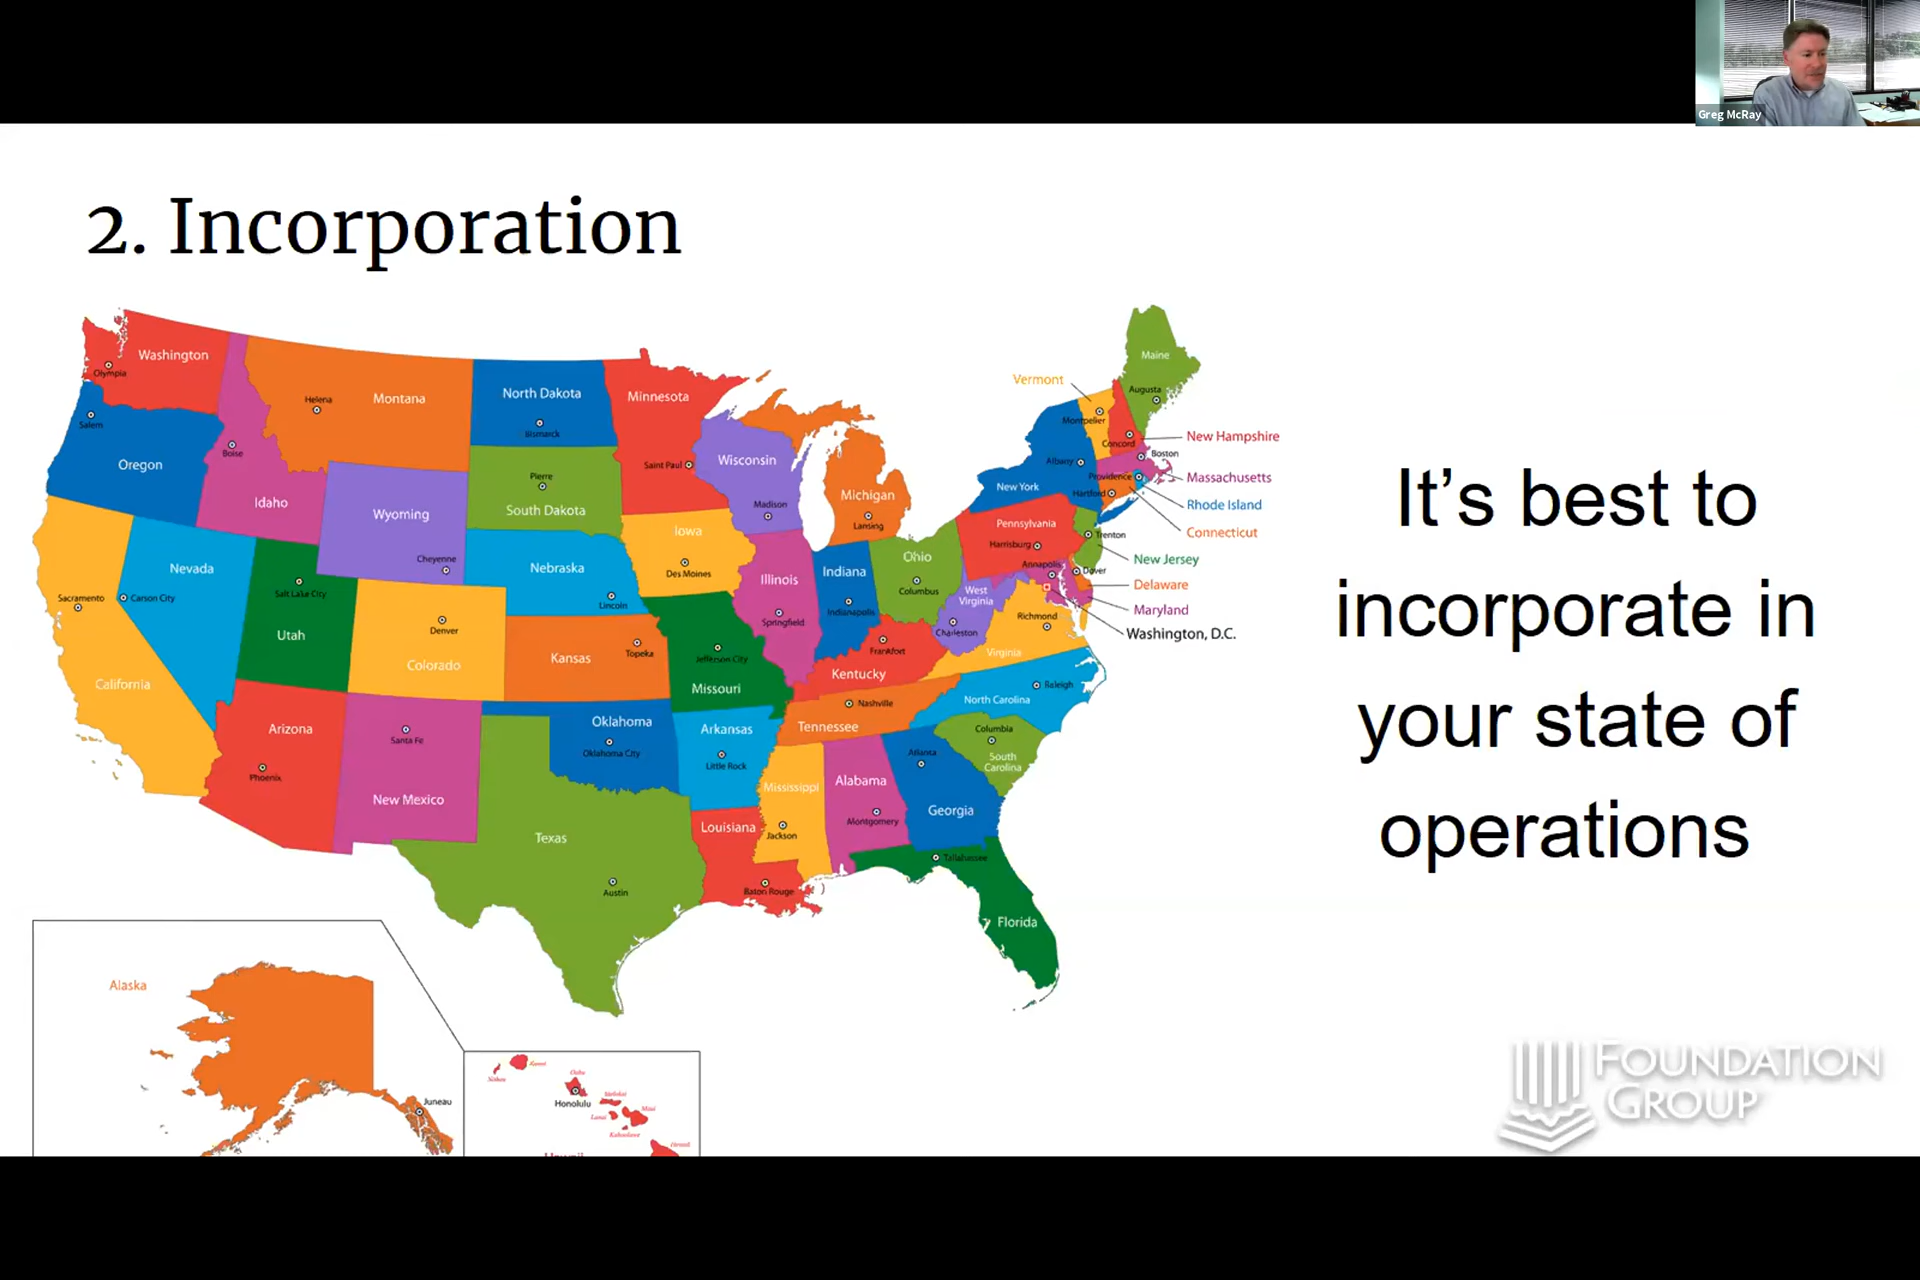 Greg McRay
2. Incorporation
Washington
Olympia
Montana
Helena
North Dakota
Bismarck
Minnesota
Saint Paul
Salem
Oregon
Boise
Idaho
Wyoming
Cheyenne
Pierre
South Dakota
Wisconsin
Madison
Michigan
Lansing
Vermont
Montpelier
Maine
Augusta
Concord
New Hampshire
Boston
Massachusetts
Albany
New York
Providence
Rhode Island
Hartford
Connecticut
Pennsylvania
Harrisburg
Trenton
New Jersey
Annapolis
Dover
Delaware
Maryland
Washington, D.C.
Iowa
Des Moines
Nebraska
Lincoln
Nevada
Carson City
Sacramento
California
Salt Lake City
Utah
Denver
Colorado
Kansas
Topeka
Jefferson City
Missouri
Illinois
Springfield
Indiana
Indianapolis
Ohio
Columbus
West
Virginia
Charleston
Richmond
Virginia
Frankfort
Kentucky
Nashville
Tennessee
Raleigh
North Carolina
Columbia
South
Carolina
Arizona
Phoenix
Santa Fe
New Mexico
Oklahoma
Oklahoma City
Arkansas
Little Rock
Texas
Austin
Louisiana
Baton Rouge
Mississippi
Jackson
Alabama
Montgomery
Atlanta
Georgia
Tallahassee
Florida
Alaska
Juneau
Kauai
Oahu
Honolulu
Molokai
Maui
Lanai
Kahoolawe
Hawaii
It's best to
incorporate in
your state of
operations
FOUNDATION
GROUP